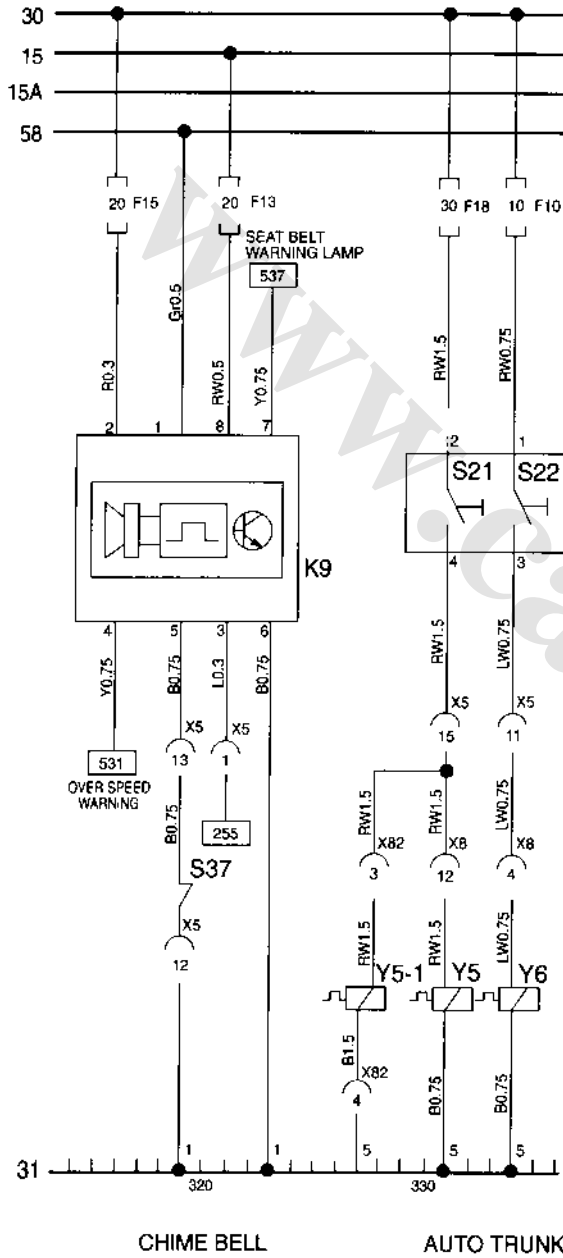 30
15
15A
58
20 F15
20 F13
30 F18
10 F10
SEAT BELT
WARNING LAMP
537
R0.3
Gr0.5
RW0.5
Y0.75
RW1.5
RW0.75
2 1 8 7
2 1
S21 S22
K9
4 3
4 5 3 6
Y0.75
B0.75
L0.3
B0.75
RW1.5
LW0.75
X5
13
X5
1
X5
15
X5
11
531
OVER SPEED
WARNING
255
B0.75
S37
X5
12
RW1.5
RW1.5
LW0.75
X82
3
X8
12
X8
4
RW1.5
RW1.5
LW0.75
Y5-1 Y5 Y6
B1.5
X82
4
B0.75
B0.75
31
1 1 5 5 5
320 330
CHIME BELL
AUTO TRUNK
www.ca